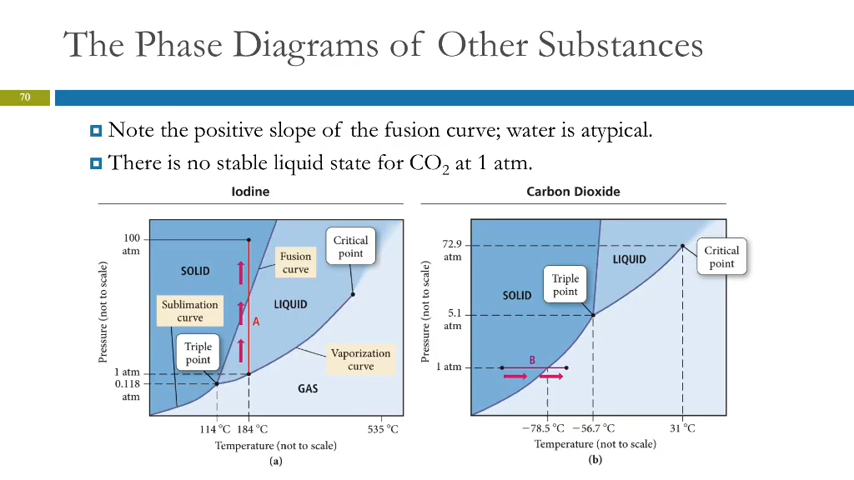 The Phase Diagrams of Other Substances
70
Note the positive slope of the fusion curve; water is atypical.
There is no stable liquid state for CO₂ at 1 atm.
Iodine
100
atm
SOLID
Fusion
curve
Critical
point
Sublimation
curve
LIQUID
A
Triple
point
Vaporization
curve
1 atm
0.118
atm
GAS
Pressure (not to scale)
114 °C 184 °C 535 °C
Temperature (not to scale)
(a)
Carbon Dioxide
72.9
atm
LIQUID
Critical
point
Triple
point
SOLID
5.1
atm
B
1 atm
Pressure (not to scale)
−78.5 °C −56.7 °C 31 °C
Temperature (not to scale)
(b)